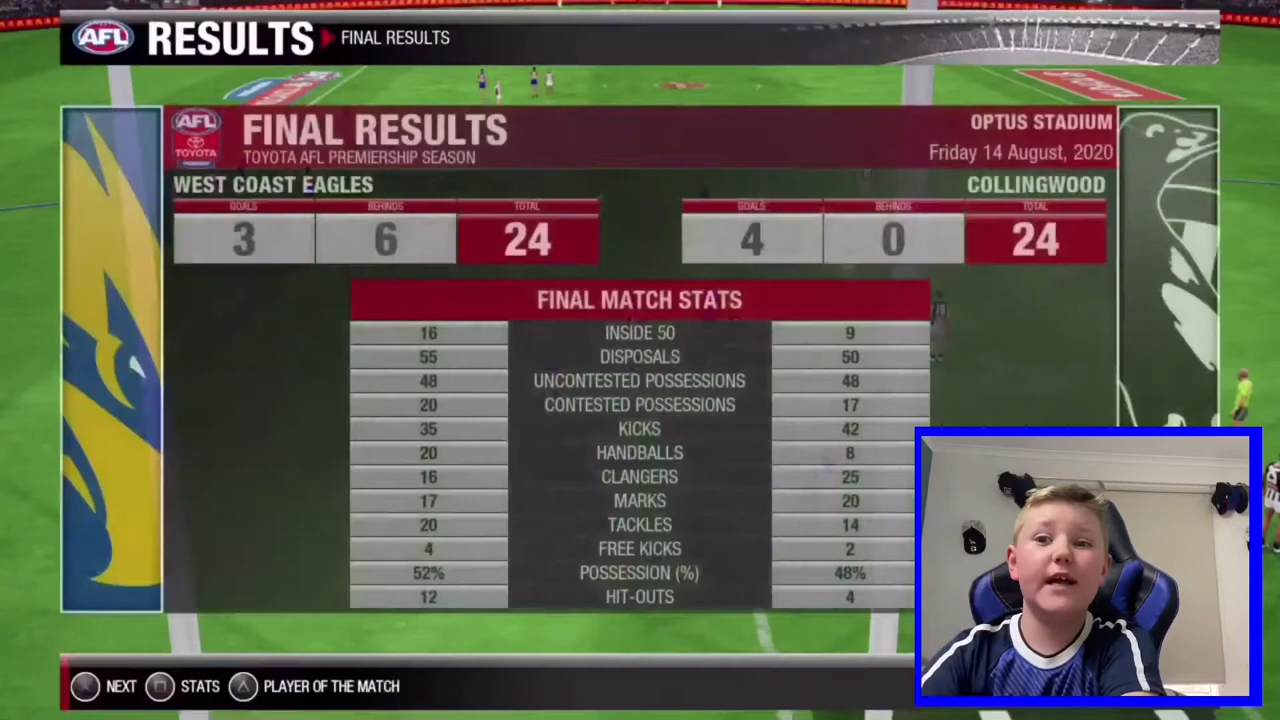 AFL RESULTS FINAL RESULTS
AFL FINAL RESULTS OPTUS STADIUM
TOYOTA TOYOTA AFL PREMIERSHIP SEASON Friday 14 August, 2020
WEST COAST EAGLES COLLINGWOOD
GOALS BEHINDS TOTAL GOALS BEHINDS TOTAL
3 6 24 4 0 24
FINAL MATCH STATS
16 INSIDE 50 9
55 DISPOSALS 50
48 UNCONTESTED POSSESSIONS 48
20 CONTESTED POSSESSIONS 17
35 KICKS 42
20 HANDBALLS 8
16 CLANGERS 25
17 MARKS 20
20 TACKLES 14
4 FREE KICKS 2
52% POSSESSION (%) 48%
12 HIT-OUTS 4
NEXT STATS PLAYER OF THE MATCH